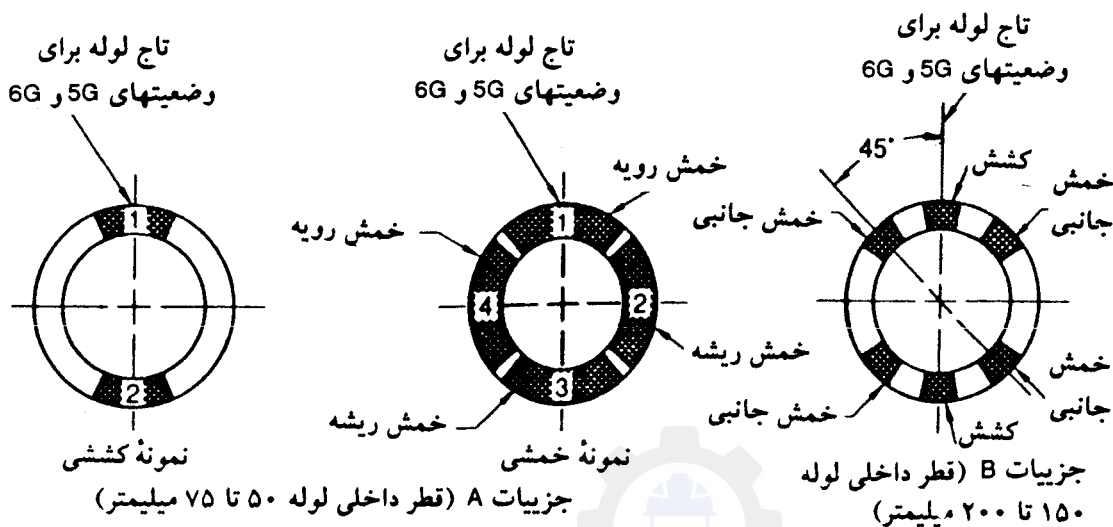 تاج لوله برای
وضعیتهای 5G و 6G
1
2
نمونهٔ کششی
تاج لوله برای
وضعیتهای 5G و 6G
خمش رویه
خمش رویه
1
4
2
3
خمش ریشه
خمش ریشه
نمونهٔ خمشی
جزییات A (قطر داخلی لوله ۵۰ تا ۷۵ میلیمتر)
تاج لوله برای
وضعیتهای 5G و 6G
45°
کشش
خمش
جانبی
خمش جانبی
خمش
جانبی
خمش جانبی
کشش
جزییات B (قطر داخلی لوله
۱۵۰ تا ۲۰۰ میلیمتر)